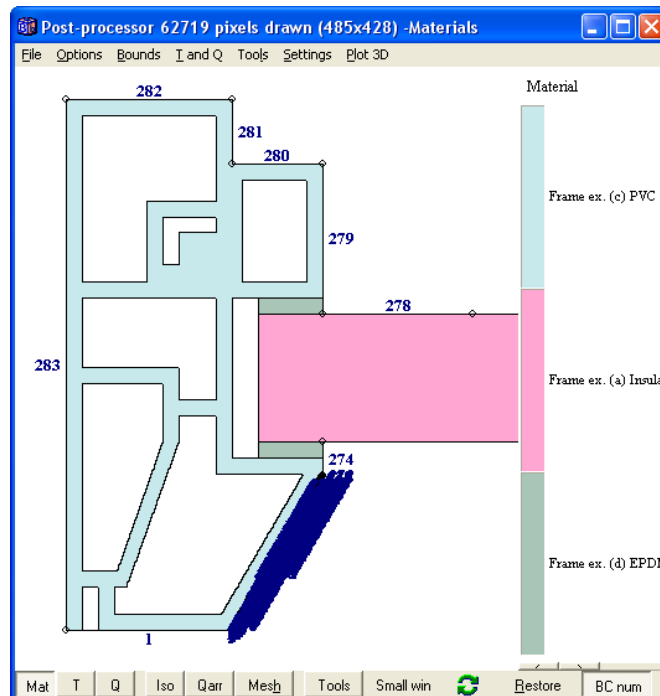 Post-processor 62719 pixels drawn (485x428) -Materials
File Options Bounds T and Q Tools Settings Plot 3D
Material
282
281
280
Frame ex. (c) PVC
279
278
283
Frame ex. (a) Insula
274
Frame ex. (d) EPDM
1
Mat T Q Iso Qarr Mesh Tools Small win Restore BC num